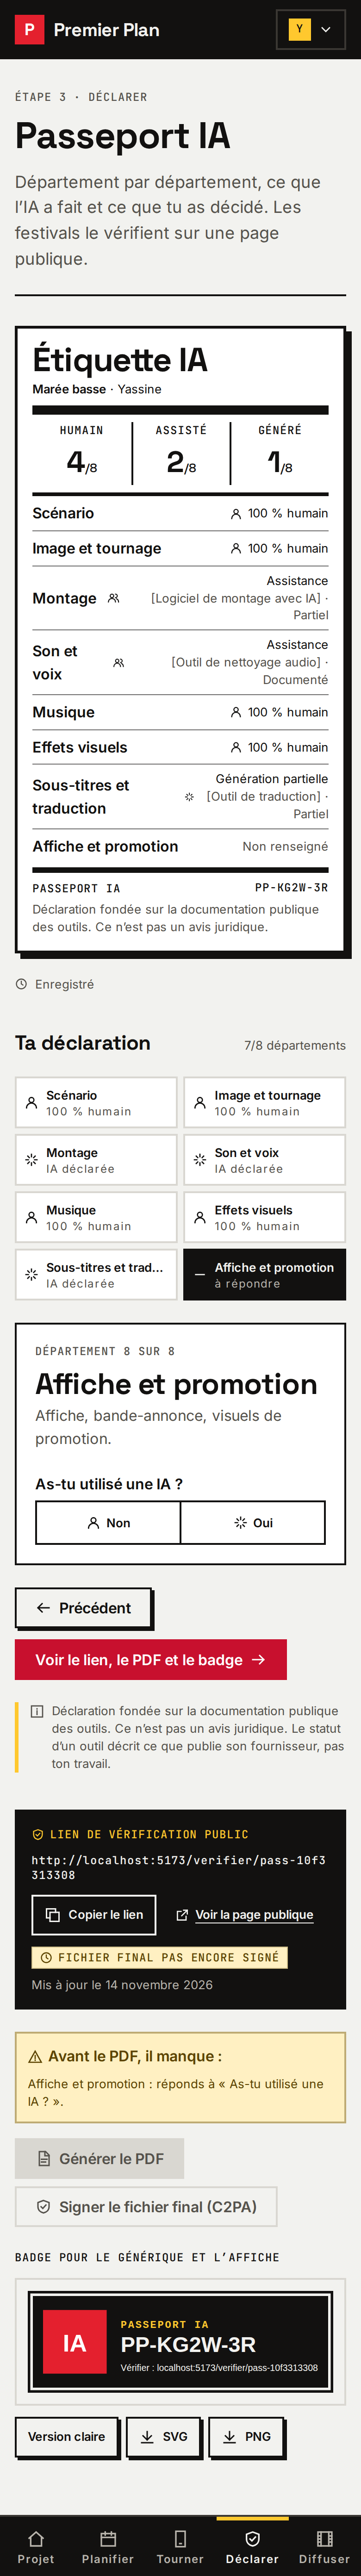 P Premier Plan Y
ÉTAPE 3 · DÉCLARER
Passeport IA
Département par département, ce que
l’IA a fait et ce que tu as décidé. Les
festivals le vérifient sur une page
publique.
Étiquette IA
Marée basse · Yassine
HUMAIN ASSISTÉ GÉNÉRÉ
4/8 2/8 1/8
Scénario 100 % humain
Image et tournage 100 % humain
Montage Assistance
[Logiciel de montage avec IA] ·
Partiel
Son et voix Assistance
[Outil de nettoyage audio] ·
Documenté
Musique 100 % humain
Effets visuels 100 % humain
Sous-titres et traduction Génération partielle
[Outil de traduction] ·
Partiel
Affiche et promotion Non renseigné
PASSEPORT IA PP-KG2W-3R
Déclaration fondée sur la documentation publique
des outils. Ce n’est pas un avis juridique.
Enregistré
Ta déclaration 7/8 départements
Scénario
100 % humain
Image et tournage
100 % humain
Montage
IA déclarée
Son et voix
IA déclarée
Musique
100 % humain
Effets visuels
100 % humain
Sous-titres et trad...
IA déclarée
Affiche et promotion
à répondre
DÉPARTEMENT 8 SUR 8
Affiche et promotion
Affiche, bande-annonce, visuels de
promotion.
As-tu utilisé une IA ?
Non Oui
Précédent
Voir le lien, le PDF et le badge
Déclaration fondée sur la documentation publique
des outils. Ce n’est pas un avis juridique. Le statut
d’un outil décrit ce que publie son fournisseur, pas
ton travail.
LIEN DE VÉRIFICATION PUBLIC
http://localhost:5173/verifier/pass-10f3
313308
Copier le lien Voir la page publique
FICHIER FINAL PAS ENCORE SIGNÉ
Mis à jour le 14 novembre 2026
Avant le PDF, il manque :
Affiche et promotion : réponds à « As-tu utilisé une
IA ? ».
Générer le PDF
Signer le fichier final (C2PA)
BADGE POUR LE GÉNÉRIQUE ET L’AFFICHE
IA
PASSEPORT IA
PP-KG2W-3R
Vérifier : localhost:5173/verifier/pass-10f3313308
Version claire SVG PNG
Projet Planifier Tourner Déclarer Diffuser